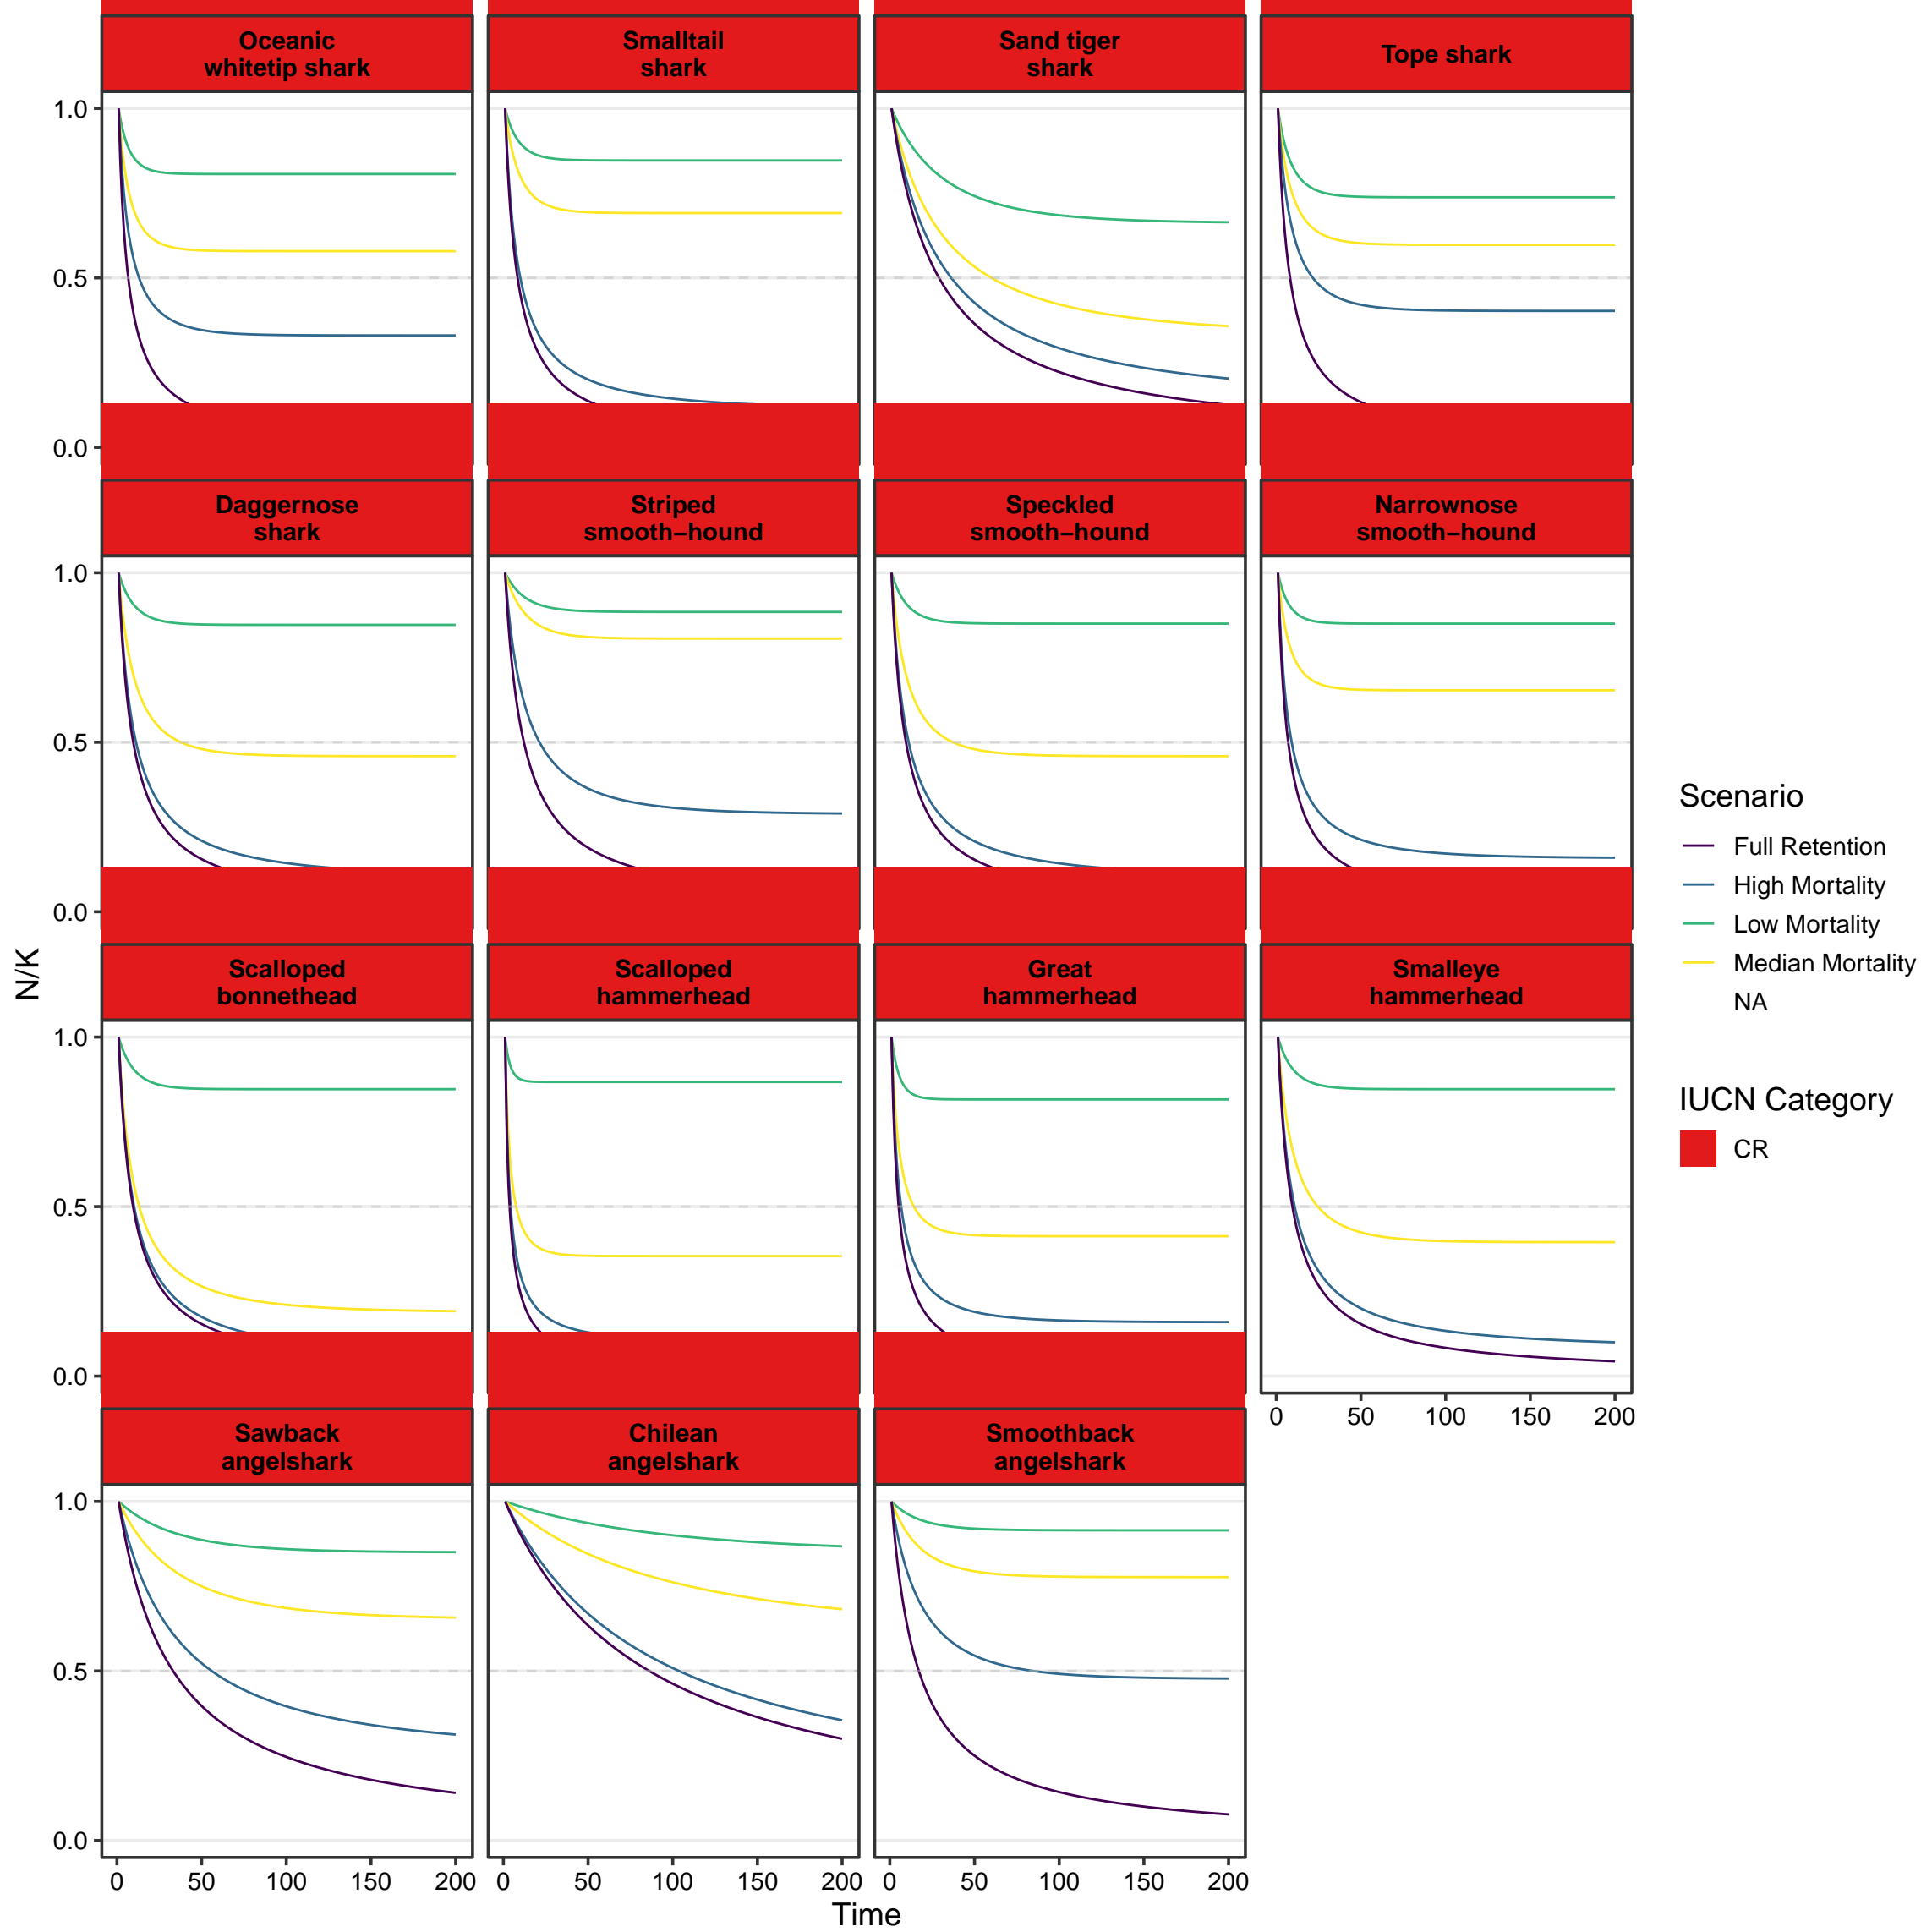 Oceanic
whitetip shark
Smalltail
shark
Sand tiger
shark
Tope shark
1.0
0.5
0.0
Daggernose
shark
Striped
smooth–hound
Speckled
smooth–hound
Narrownose
smooth–hound
1.0
0.5
0.0
Scalloped
bonnethead
Scalloped
hammerhead
Great
hammerhead
Smalleye
hammerhead
1.0
0.5
0.0
0 50 100 150 200
Sawback
angelshark
Chilean
angelshark
Smoothback
angelshark
1.0
0.5
0.0
0 50 100 150 200
0 50 100 150 200
0 50 100 150 200
Time
N/K
Scenario
Full Retention
High Mortality
Low Mortality
Median Mortality
NA
IUCN Category
CR